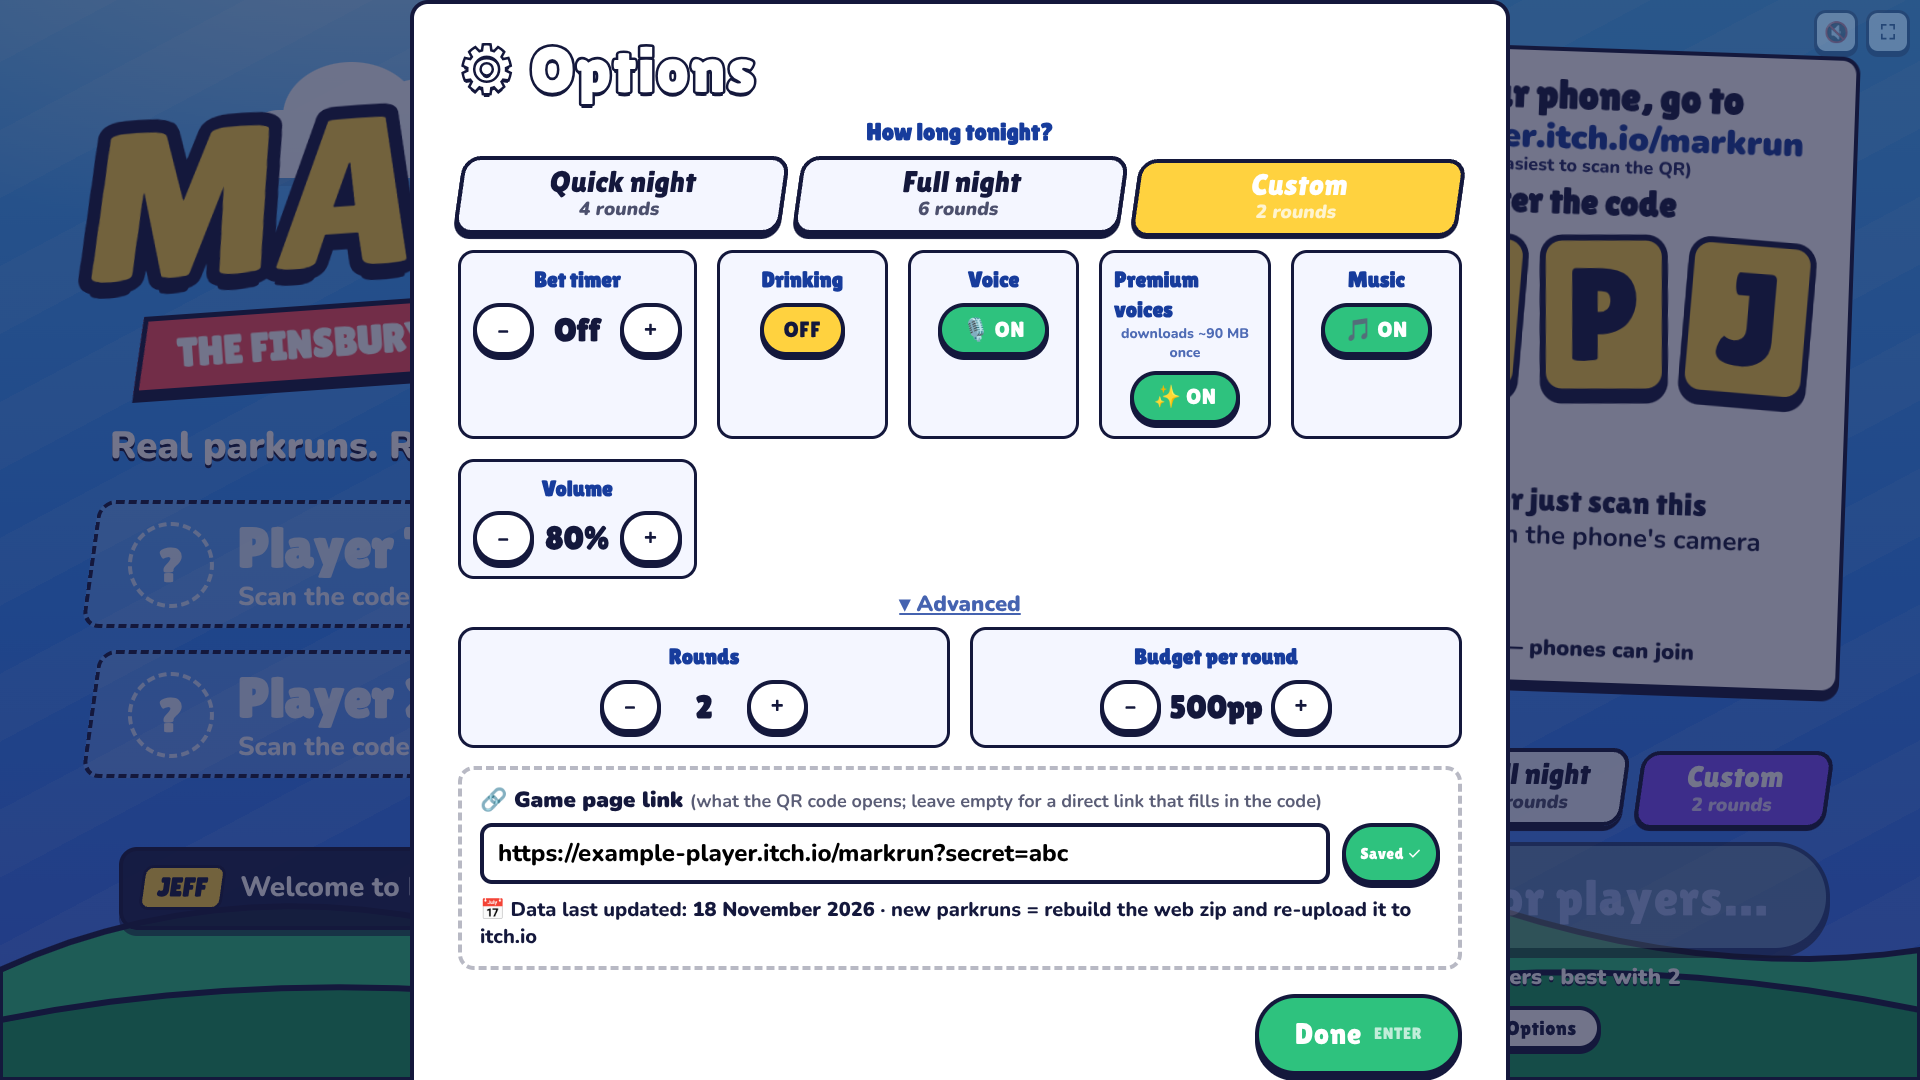 Options
How long tonight?
Quick night
4 rounds
Full night
6 rounds
Custom
2 rounds
Bet timer
– Off +
Drinking
OFF
Voice
🎙️ ON
Premium
voices
downloads ~90 MB
once
✨ ON
Music
🎵 ON
Volume
– 80% +
▾ Advanced
Rounds
– 2 +
Budget per round
– 500pp +
🔗 Game page link (what the QR code opens; leave empty for a direct link that fills in the code)
https://example-player.itch.io/markrun?secret=abc
Saved ✓
📅 Data last updated: 18 November 2026 · new parkruns = rebuild the web zip and re-upload it to
itch.io
Done ENTER
MA
THE FINSBURY
Real parkruns. R
? Player
Scan the code
? Player
Scan the code
JEFF Welcome to
r phone, go to
er.itch.io/markrun
asiest to scan the QR)
er the code
P J
r just scan this
n the phone's camera
– phones can join
ll night
rounds
Custom
2 rounds
or players...
ers · best with 2
Options